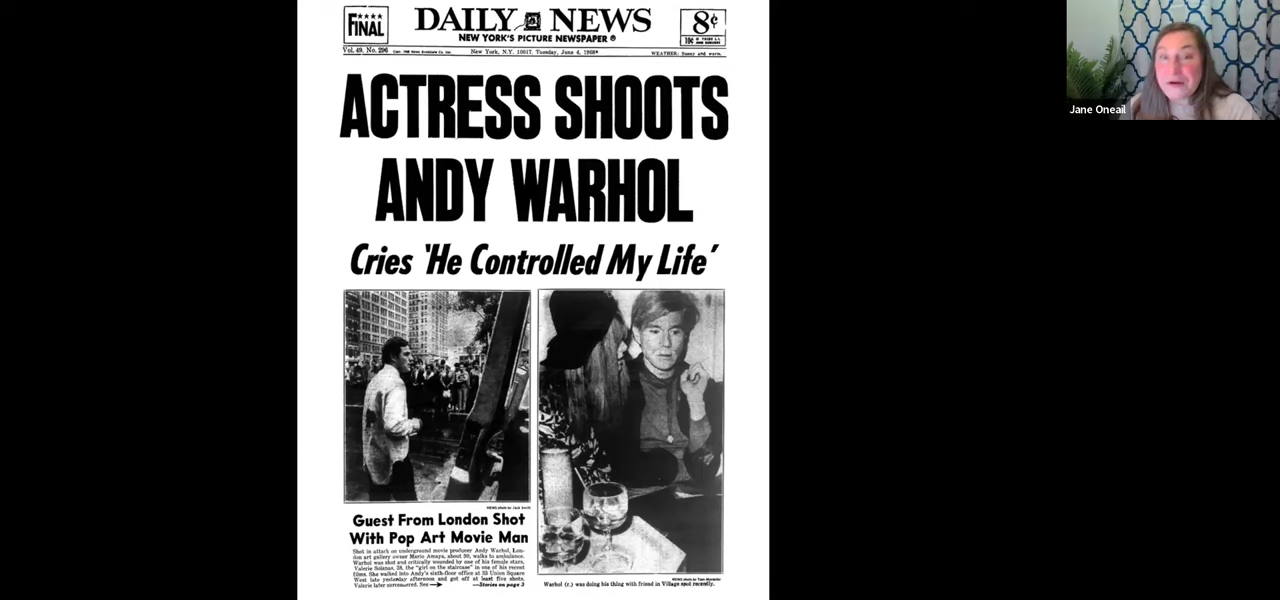 ★★★★
FINAL
DAILY NEWS
NEW YORK'S PICTURE NEWSPAPER ®
8¢
Vol. 49. No. 296
New York, N.Y. 10017, Tuesday, June 4, 1968★
WEATHER: Sunny and warm.
ACTRESS SHOOTS
ANDY WARHOL
Cries 'He Controlled My Life'
NEWS photo by Jack Smith
Guest From London Shot
With Pop Art Movie Man
Shot in attack on underground movie producer Andy Warhol, Lon-
don art gallery owner Mario Amaya, about 30, walks to ambulance.
Warhol was shot and critically wounded by one of his female stars,
Valerie Solanas, 28, the "girl on the staircase" in one of his recent
films. She walked into Andy's sixth-floor office at 33 Union Square
West late yesterday afternoon and got off at least five shots.
Valerie later surrendered. See → —Stories on page 3
Warhol (r.) was doing his thing with friend in Village spot recently.
Jane Oneail